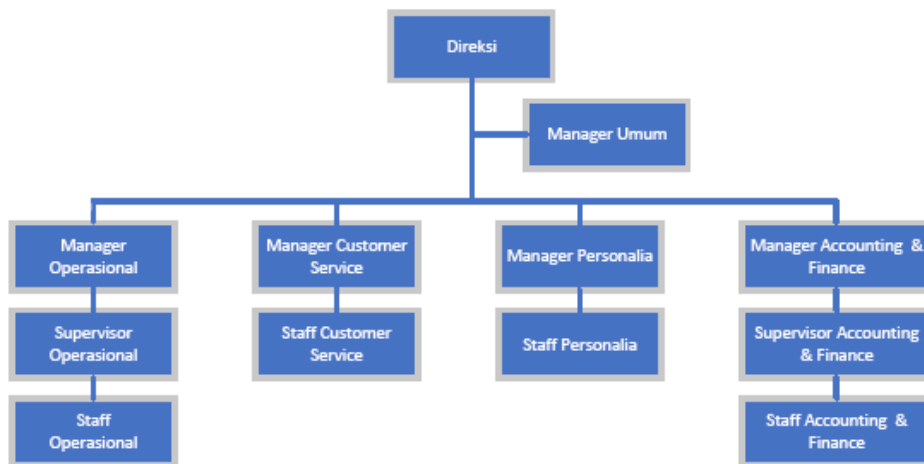 Direksi
Manager Umum
Manager
Operasional
Manager Customer
Service
Manager Personalia
Manager Accounting &
Finance
Supervisor
Operasional
Staff Customer
Service
Staff Personalia
Supervisor Accounting
& Finance
Staff
Operasional
Staff Accounting &
Finance